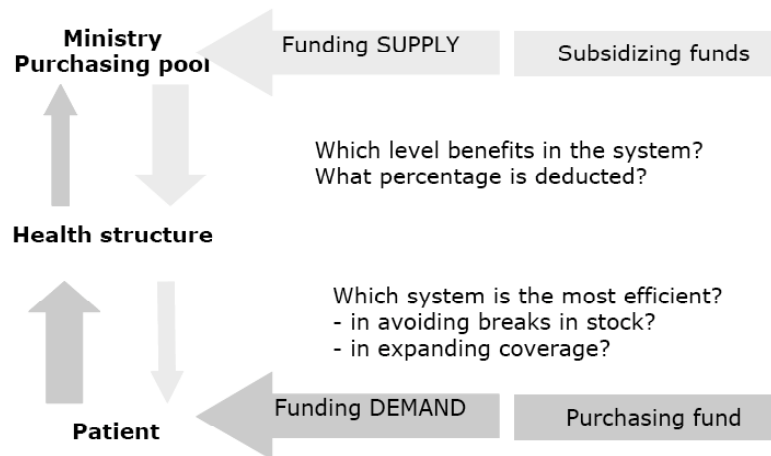 Ministry
Purchasing pool
Funding SUPPLY
Subsidizing funds
Which level benefits in the system?
What percentage is deducted?
Health structure
Which system is the most efficient?
- in avoiding breaks in stock?
- in expanding coverage?
Funding DEMAND
Purchasing fund
Patient